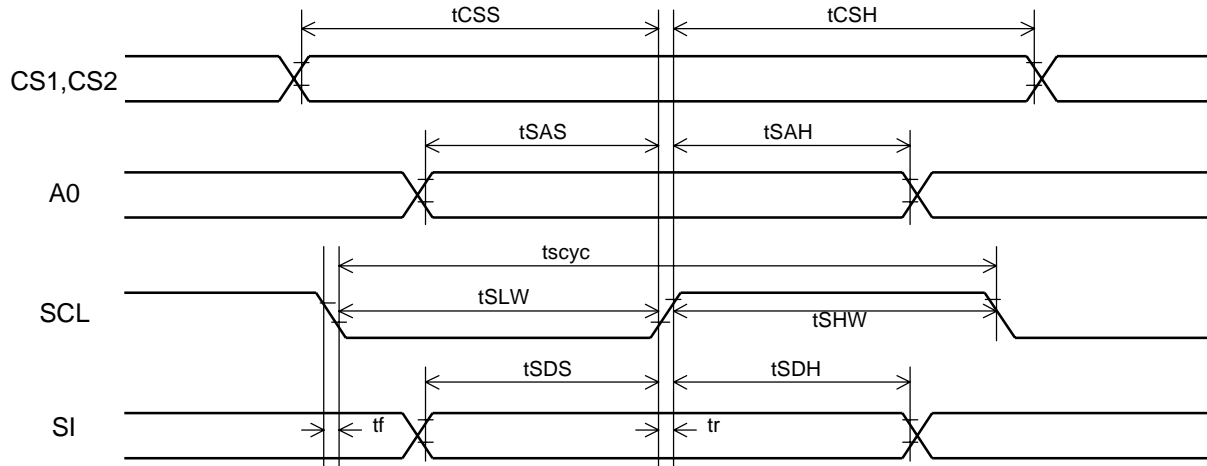 tCSS tCSH
CS1,CS2
tSAS tSAH
A0
tscyc
tSLW
SCL
tSHW
tSDS tSDH
SI
tf tr